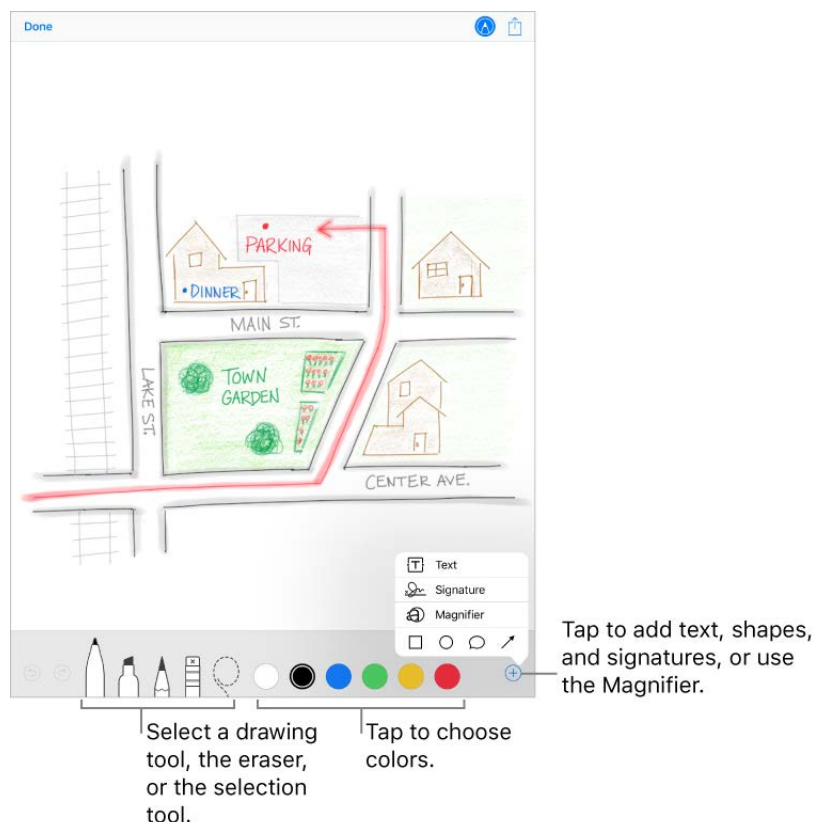 Done
PARKING
•DINNER
MAIN ST.
LAKE ST.
TOWN
GARDEN
CENTER AVE.
Text
Signature
Magnifier
Tap to add text, shapes,
and signatures, or use
the Magnifier.
Select a drawing
tool, the eraser,
or the selection
tool.
Tap to choose
colors.